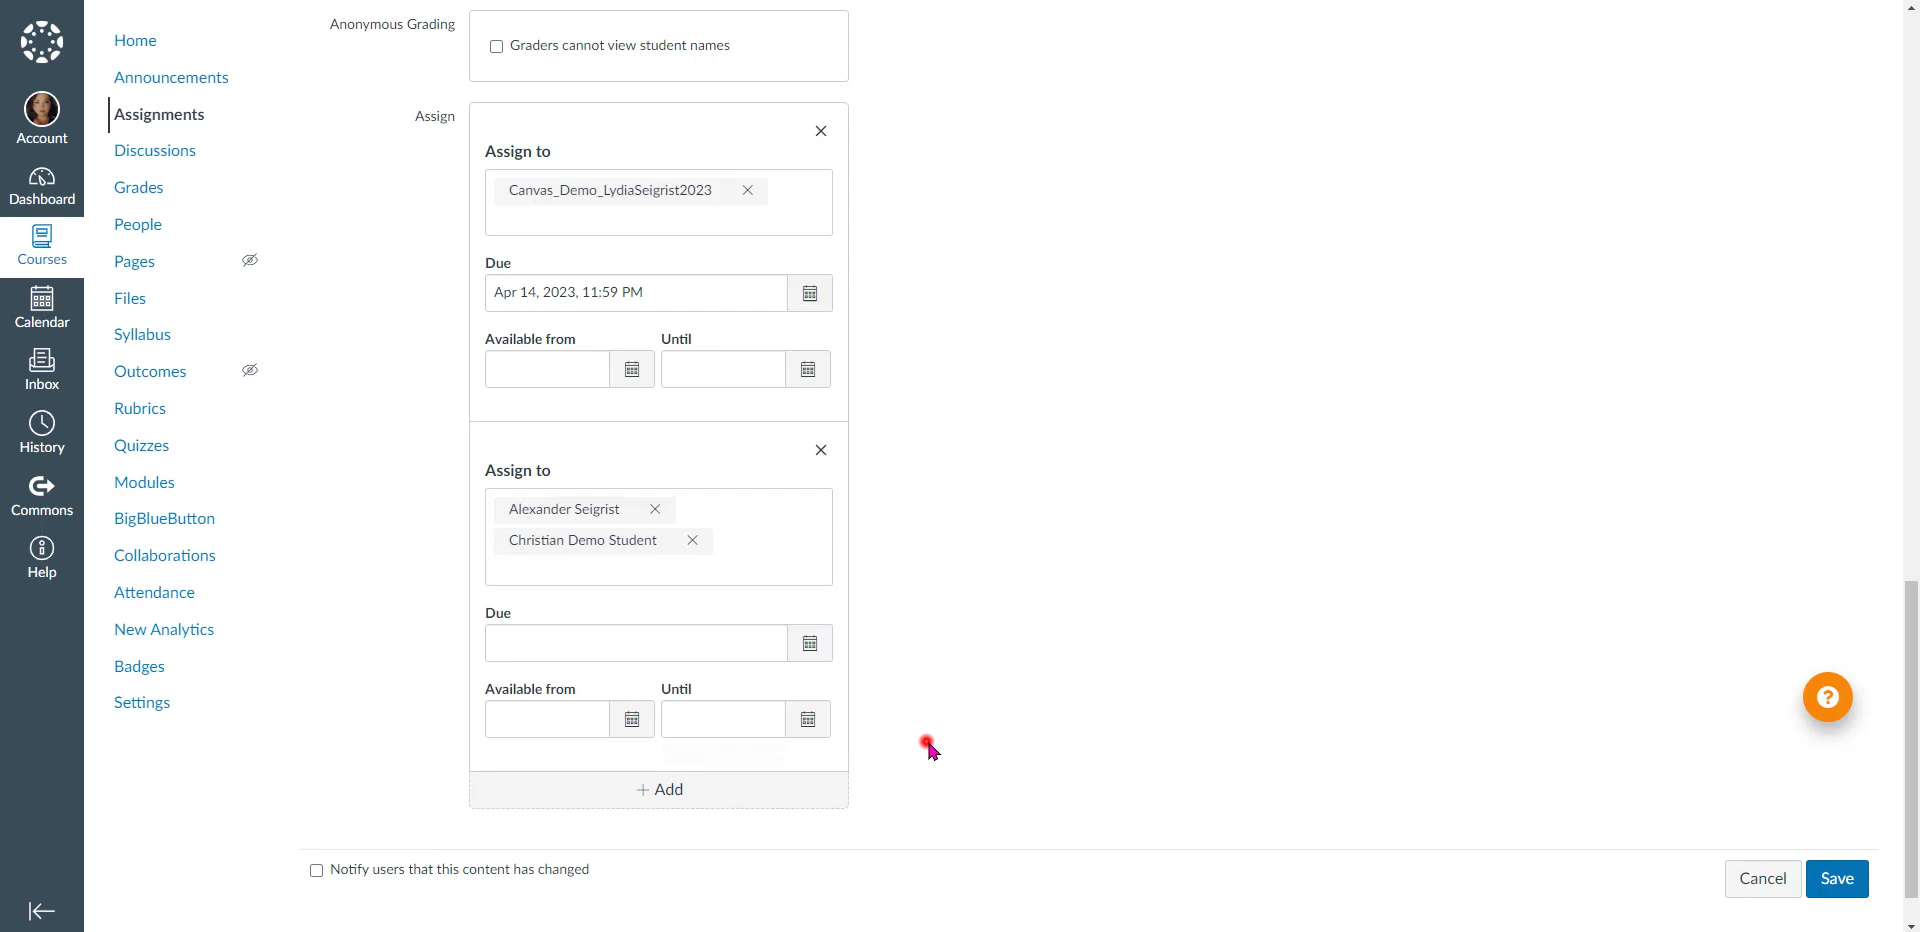 Account
Dashboard
Courses
Calendar
Inbox
History
Commons
Help
Home
Announcements
Assignments
Discussions
Grades
People
Pages
Files
Syllabus
Outcomes
Rubrics
Quizzes
Modules
BigBlueButton
Collaborations
Attendance
New Analytics
Badges
Settings
Anonymous Grading
Graders cannot view student names
Assign
Assign to
Canvas_Demo_LydiaSeigrist2023
Due
Apr 14, 2023, 11:59 PM
Available from Until
Assign to
Alexander Seigrist
Christian Demo Student
Due
Available from Until
+ Add
Notify users that this content has changed
Cancel Save